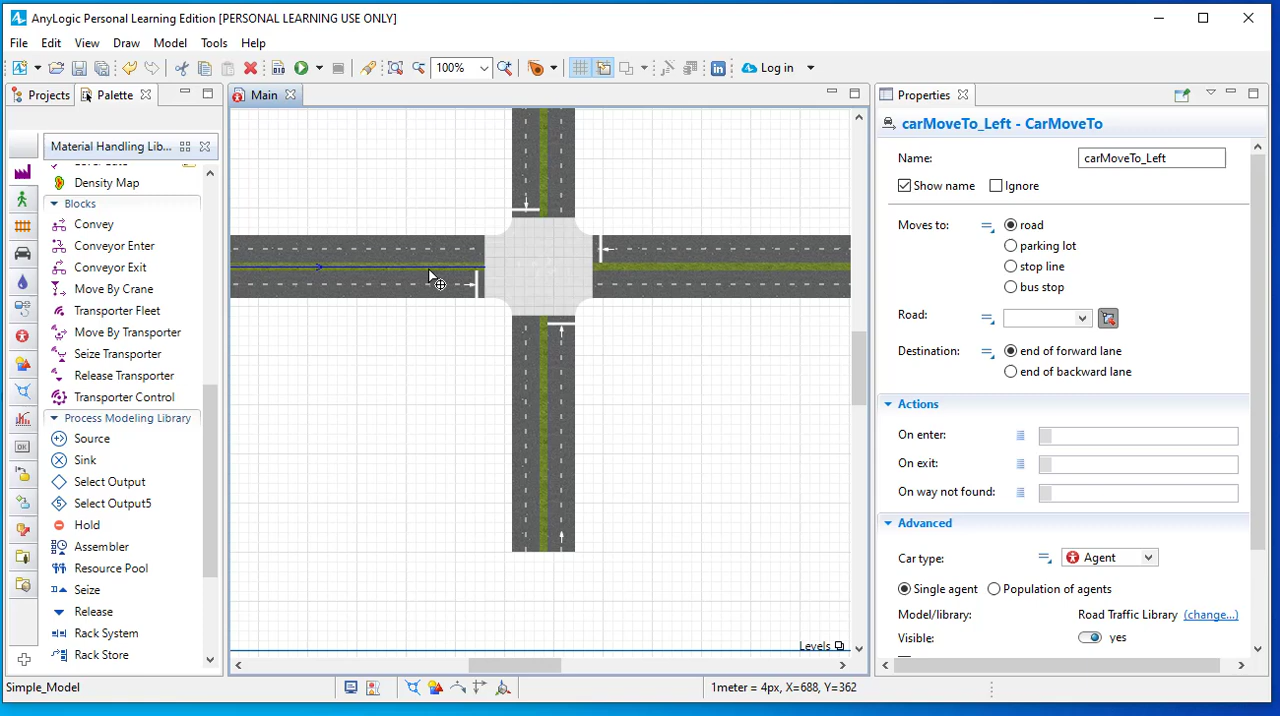 AnyLogic Personal Learning Edition [PERSONAL LEARNING USE ONLY]
File Edit View Draw Model Tools Help
100% Log in
Projects Palette Main Properties
Material Handling Lib...
Density Map
Blocks
Convey
Conveyor Enter
Conveyor Exit
Move By Crane
Transporter Fleet
Move By Transporter
Seize Transporter
Release Transporter
Transporter Control
Process Modeling Library
Source
Sink
Select Output
Select Output5
Hold
Assembler
Resource Pool
Seize
Release
Rack System
Levels
carMoveTo_Left - CarMoveTo
Name: carMoveTo_Left
Show name Ignore
Moves to: road
parking lot
stop line
bus stop
Road:
Destination: end of forward lane
end of backward lane
Actions
On enter:
On exit:
On way not found:
Advanced
Car type: Agent
Single agent Population of agents
Model/library: Road Traffic Library (change...)
Visible: yes
Simple_Model 1meter = 4px, X=688, Y=362